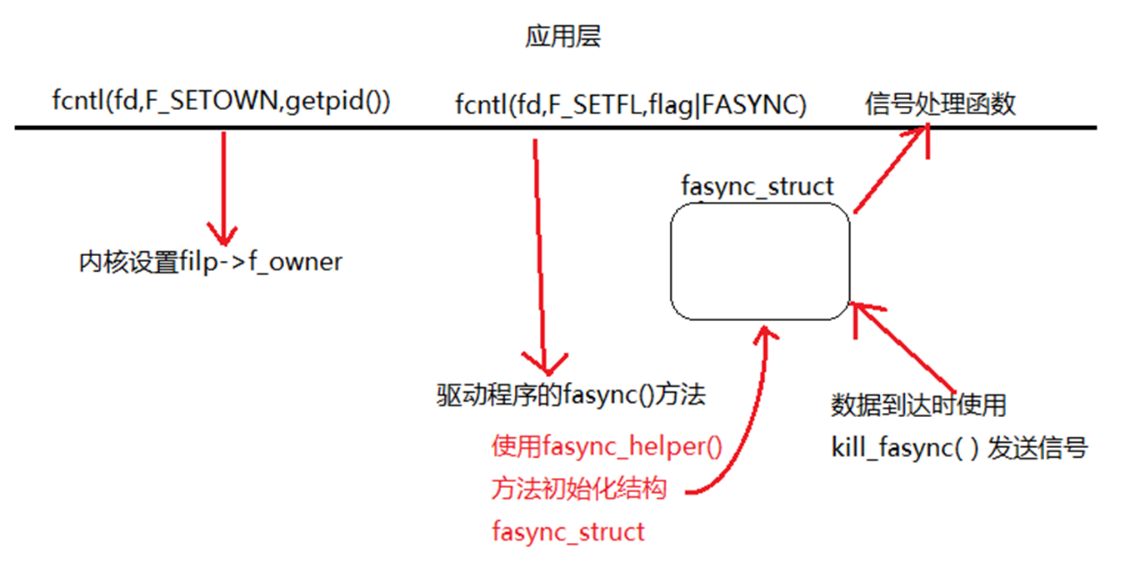 应用层
fcntl(fd,F_SETOWN,getpid())
fcntl(fd,F_SETFL,flag|FASYNC)
信号处理函数
fasync_struct
内核设置filp->f_owner
驱动程序的fasync()方法
使用fasync_helper()
方法初始化结构
fasync_struct
数据到达时使用
kill_fasync( ) 发送信号